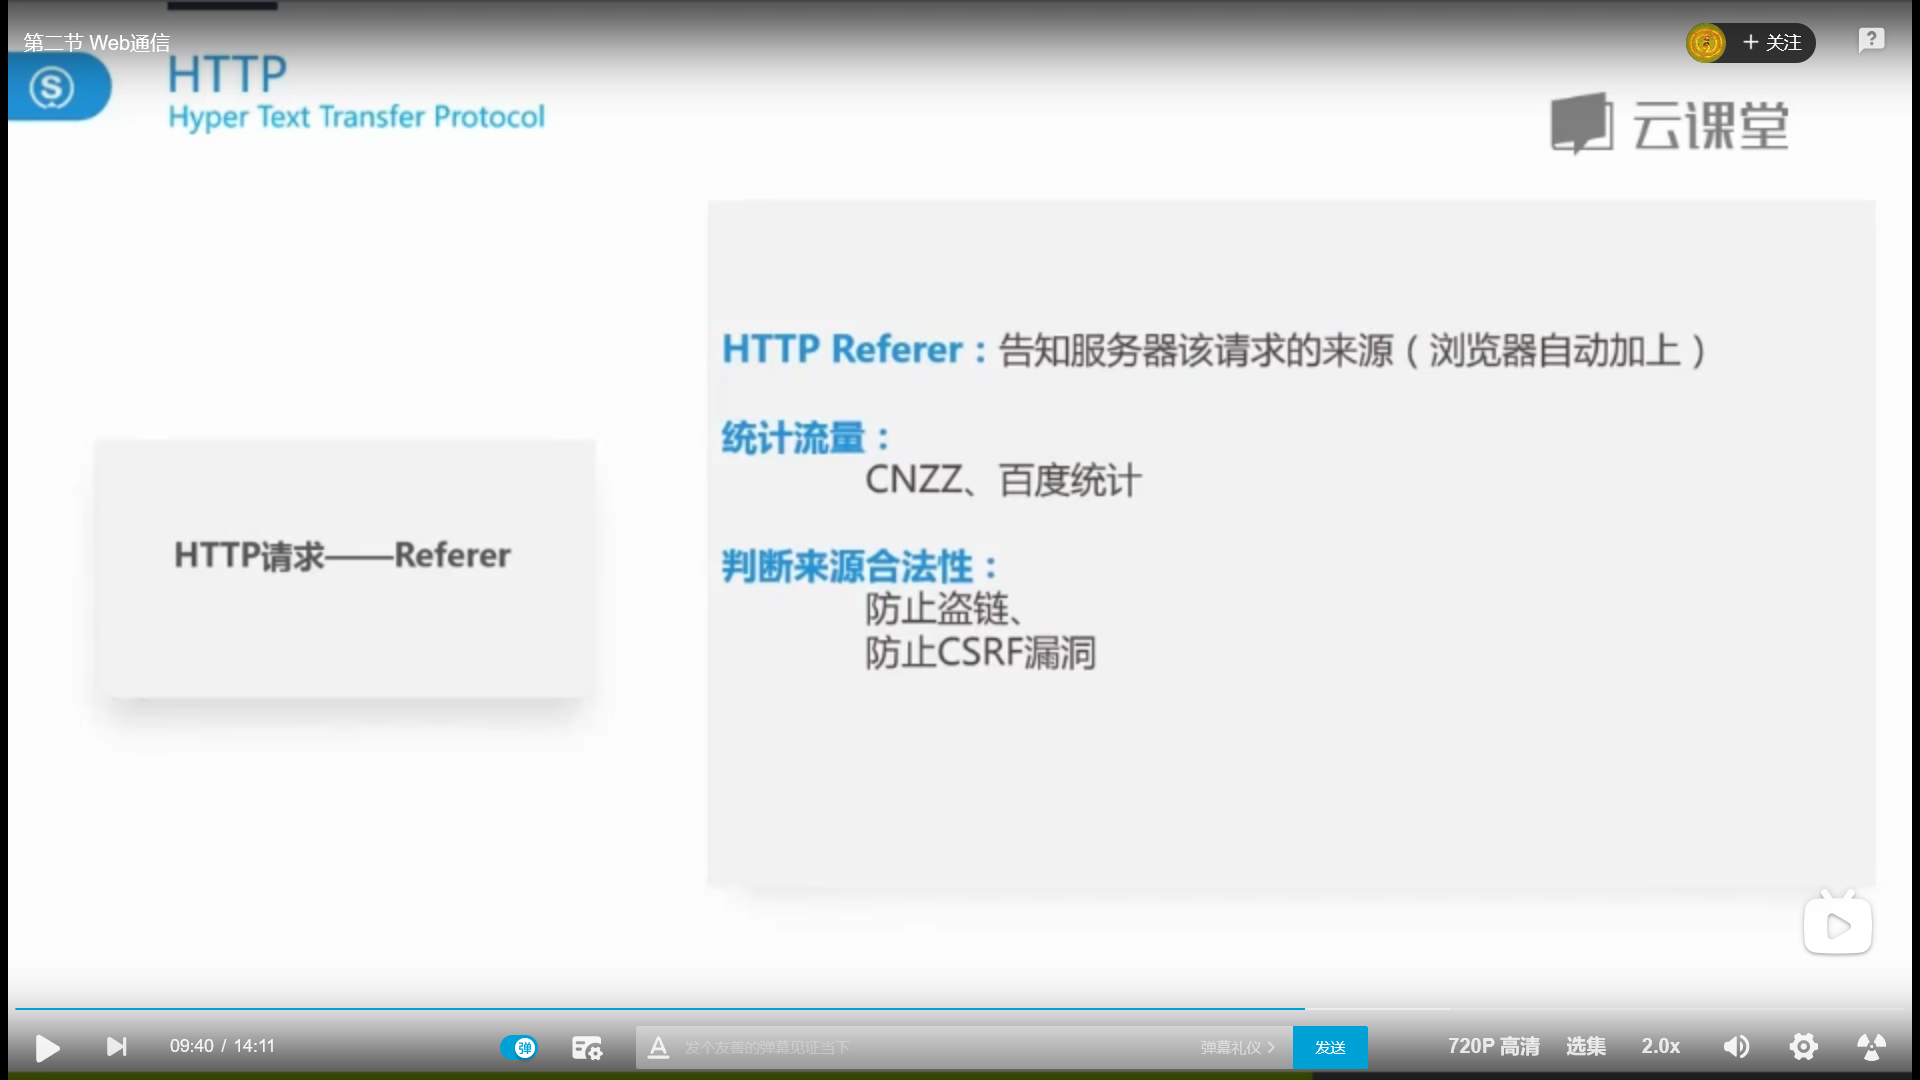 第二节 Web通信
+ 关注
?
S
HTTP
Hyper Text Transfer Protocol
云课堂
HTTP请求——Referer
HTTP Referer：告知服务器该请求的来源（浏览器自动加上）
统计流量：
CNZZ、百度统计
判断来源合法性：
防止盗链、
防止CSRF漏洞
09:40 / 14:11
弹
A
发个友善的弹幕见证当下
弹幕礼仪 >
发送
720P 高清
选集
2.0x